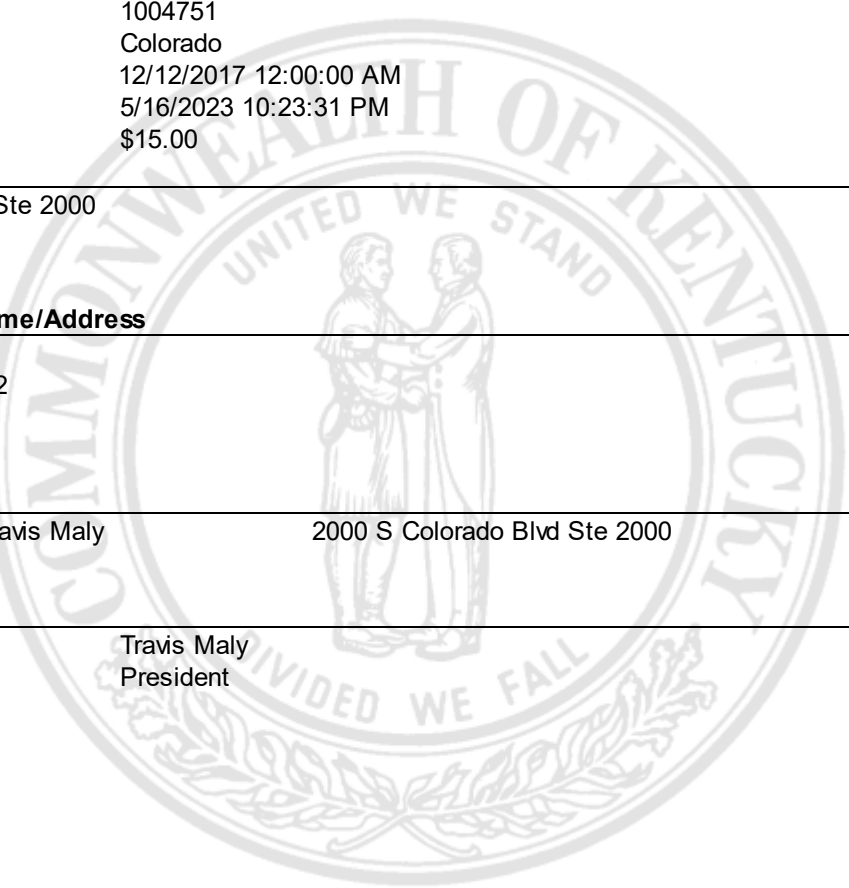 1004751
Colorado
12/12/2017 12:00:00 AM
5/16/2023 10:23:31 PM
$15.00
Ste 2000
me/Address
2
avis Maly 2000 S Colorado Blvd Ste 2000
Travis Maly
President
COMMONWEALTH OF KENTUCKY
UNITED WE STAND
DIVIDED WE FALL